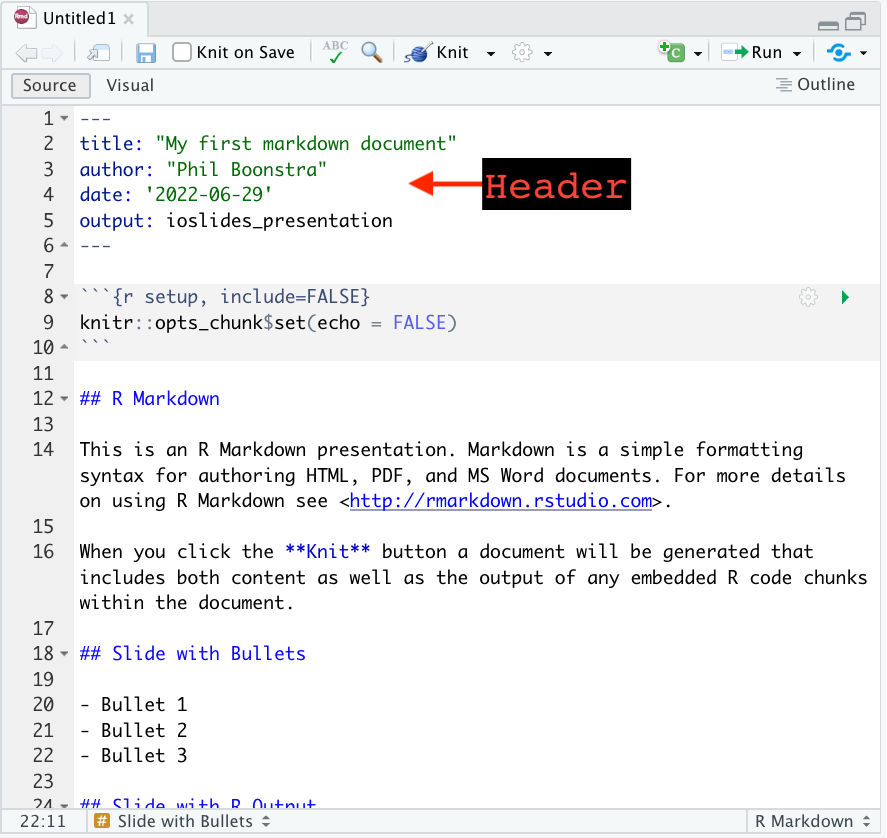 Untitled1
Knit on Save ABC Knit Run
Source Visual Outline
1 ---
2 title: "My first markdown document"
3 author: "Phil Boonstra"
Header
4 date: '2022-06-29'
5 output: ioslides_presentation
6 ---
7
8 ```{r setup, include=FALSE}
9 knitr::opts_chunk$set(echo = FALSE)
10 ```
11
12 ## R Markdown
13
14 This is an R Markdown presentation. Markdown is a simple formatting
syntax for authoring HTML, PDF, and MS Word documents. For more details
on using R Markdown see <http://rmarkdown.rstudio.com>.
15
16 When you click the **Knit** button a document will be generated that
includes both content as well as the output of any embedded R code chunks
within the document.
17
18 ## Slide with Bullets
19
20 - Bullet 1
21 - Bullet 2
22 - Bullet 3
23
24 ## Slide with R Output
22:11 # Slide with Bullets R Markdown